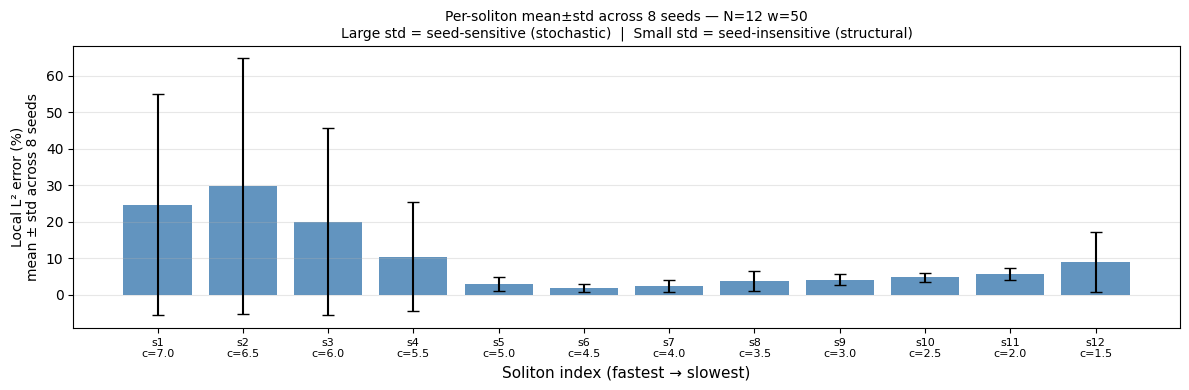 Per-soliton mean±std across 8 seeds — N=12 w=50
Large std = seed-sensitive (stochastic) | Small std = seed-insensitive (structural)
Local L² error (%)
mean ± std across 8 seeds
60
50
40
30
20
10
0
s1 s2 s3 s4 s5 s6 s7 s8 s9 s10 s11 s12
c=7.0 c=6.5 c=6.0 c=5.5 c=5.0 c=4.5 c=4.0 c=3.5 c=3.0 c=2.5 c=2.0 c=1.5
Soliton index (fastest → slowest)